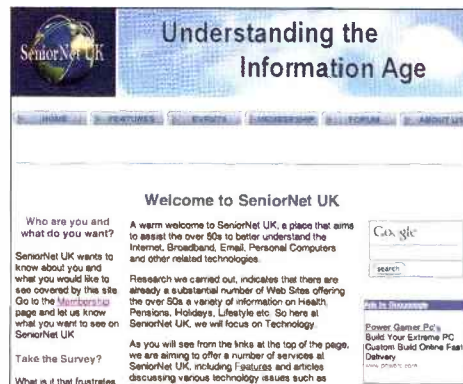 SeniorNet UK
Understanding the
Information Age
HOME
FEATURES
EVENTS
MEMBERSHIP
FORUM
ABOUT US
Welcome to SeniorNet UK
Who are you and
what do you want?
SeniorNet UK wants to
know about you and
what you would like to
see covered by this site.
Go to the Membership
page and let us know
what you want to see on
SeniorNet UK
Take the Survey?
What is it that frustrates
A warm welcome to SeniorNet UK, a place that aims
to assist the over 50s to better understand the
Internet, Broadband, Email, Personal Computers
and other related technologies.
Research we carried out, indicates that there are
already a substantial number of Web Sites offering
the over 50s a variety of information on Health,
Pensions, Holidays, Lifestyle etc. So here at
SeniorNet UK, we will focus on Technology.
As you will see from the links at the top of the page,
we are aiming to offer a number of services at
SeniorNet UK, including Features and articles
discussing various technology issues such as
Google
search
Power Gamer Pc's
Build Your Extreme PC
Custom Build Online Fast
Delivery